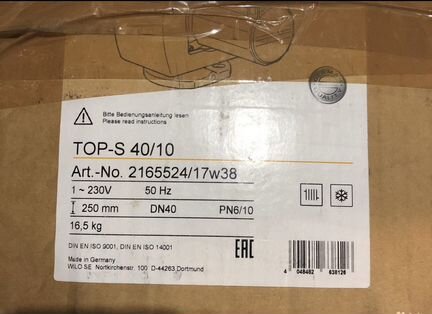 Bitte Bedienungsanleitung lesen
Please read instructions
TOP-S 40/10
Art.-No. 2165524/17w38
1 ~ 230V 50 Hz
250 mm DN40 PN6/10
16,5 kg
DIN EN ISO 9001, DIN EN ISO 14001
EAC
Made in Germany
WILO SE Nortkirchenstr. 100 D-44263 Dortmund
4 048482 638126